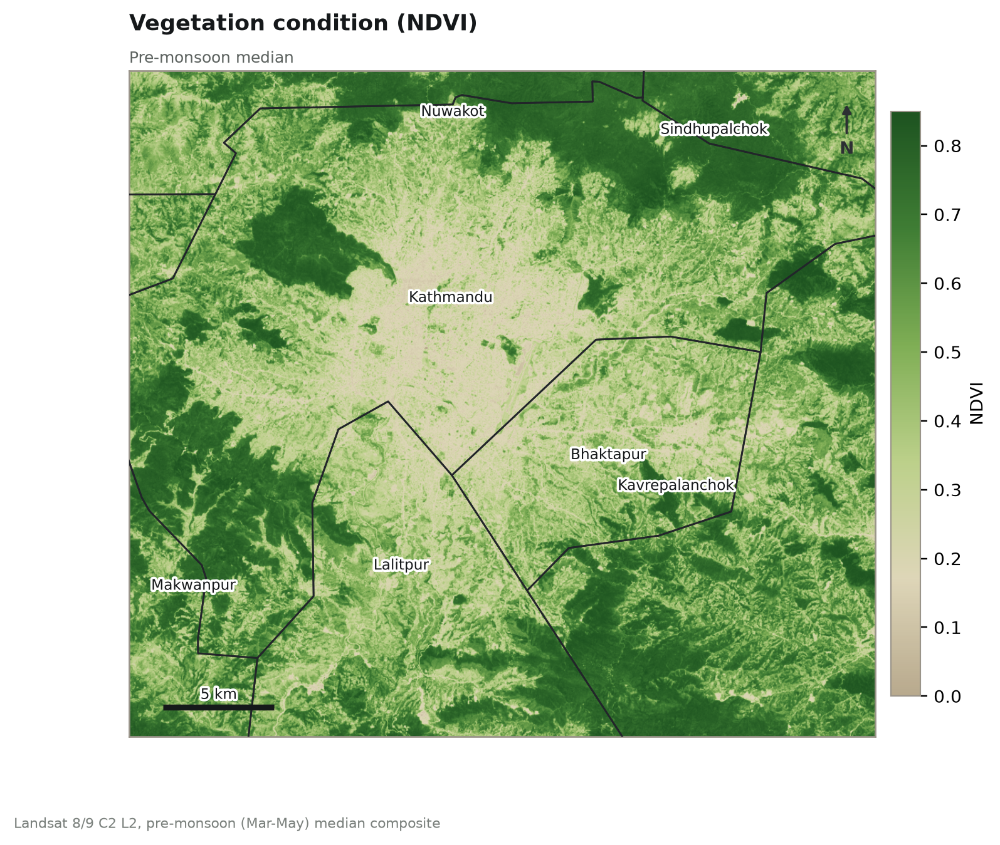 Vegetation condition (NDVI)
Pre-monsoon median
Nuwakot
Sindhupalchok
N
Kathmandu
Bhaktapur
Kavrepalanchok
Lalitpur
Makwanpur
5 km
0.8
0.7
0.6
0.5
0.4
0.3
0.2
0.1
0.0
NDVI
Landsat 8/9 C2 L2, pre-monsoon (Mar-May) median composite